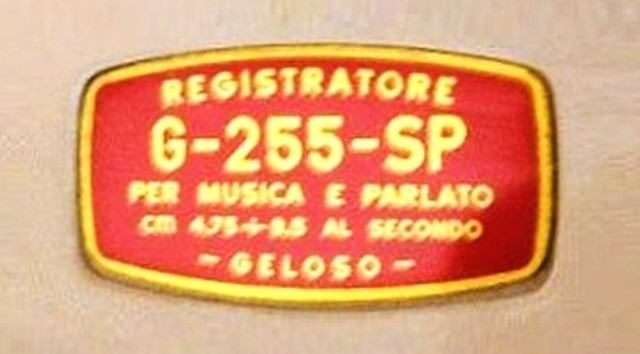 REGISTRATORE
G-255-SP
PER MUSICA E PARLATO
cm 4,75÷9,5 AL SECONDO
- GELOSO -